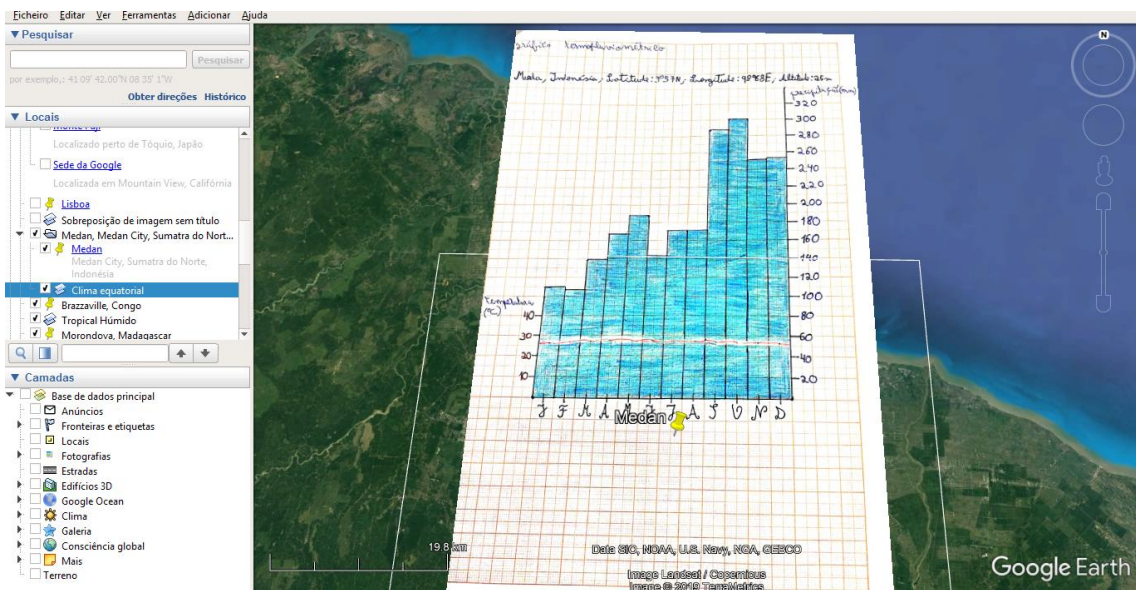 Ficheiro Editar Ver Ferramentas Adicionar Ajuda
▼ Pesquisar
Pesquisar
por exemplo,: 41 09' 42.00"N 08 35' 1"W
Obter direções Histórico
▼ Locais
Monte Fuji
Localizado perto de Tóquio, Japão
Sede da Google
Localizada em Mountain View, Califórnia
Lisboa
Sobreposição de imagem sem título
Medan, Medan City, Sumatra do Nort...
Medan
Medan City, Sumatra do Norte,
Indonésia
Clima equatorial
Brazzaville, Congo
Tropical Húmido
Morondova, Madagascar
▼ Camadas
Base de dados principal
Anúncios
Fronteiras e etiquetas
Locais
Fotografias
Estradas
Edifícios 3D
Google Ocean
Clima
Galeria
Consciência global
Mais
Terreno
gráfico termopluviométrico
Indonésia, Latitude: Longitude: Altitude:
precipitação(mm)
320
300
280
260
240
220
200
180
160
140
120
100
80
60
40
20
temperatura
(ºC)
40
30
20
10
J F M A M J J A S O N D
Medan
N
19.8 km
Data SIO, NOAA, U.S. Navy, NGA, GEBCO
Image Landsat / Copernicus
Image © 2019 TerraMetrics
Google Earth